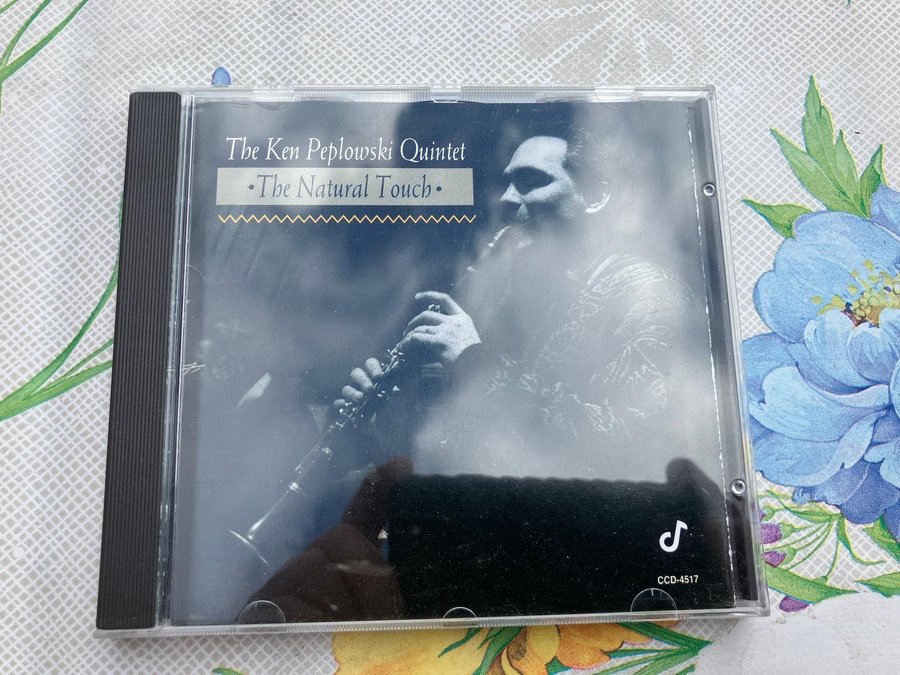 The Ken Peplowski Quintet
·The Natural Touch·
CCD-4517